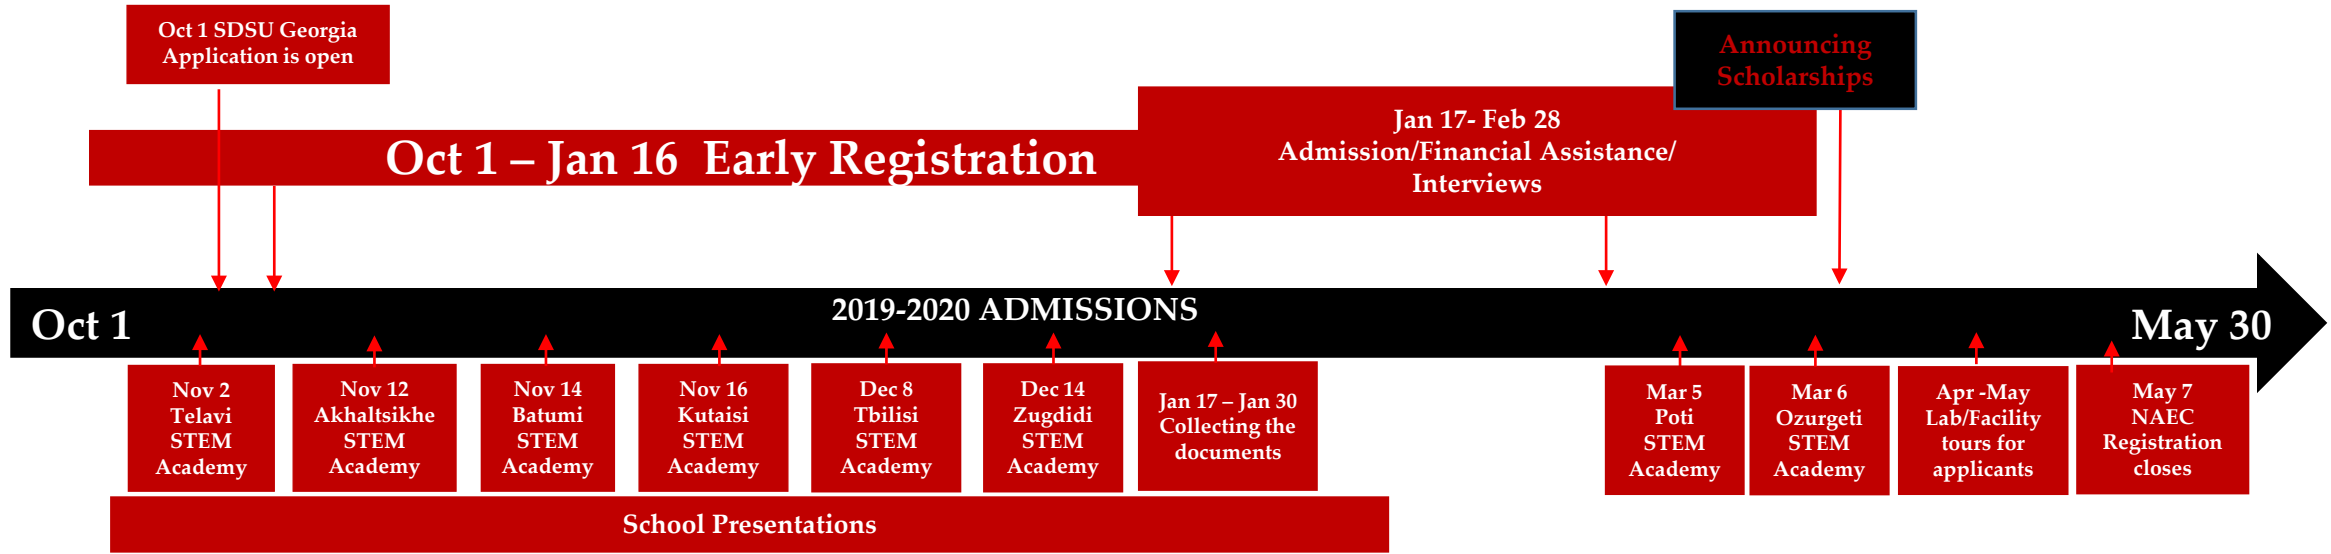 Oct 1 SDSU Georgia
Application is open
Announcing
Scholarships
Oct 1 – Jan 16  Early Registration
Jan 17- Feb 28
Admission/Financial Assistance/
Interviews
2019-2020 ADMISSIONS
Oct 1
May 30
Nov 2
Telavi
STEM
Academy
Nov 12
Akhaltsikhe
STEM
Academy
Nov 14
Batumi
STEM
Academy
Nov 16
Kutaisi
STEM
Academy
Dec 8
Tbilisi
STEM
Academy
Dec 14
Zugdidi
STEM
Academy
Jan 17 – Jan 30
Collecting the
documents
Mar 5
Poti
STEM
Academy
Mar 6
Ozurgeti
STEM
Academy
Apr -May
Lab/Facility
tours for
applicants
May 7
NAEC
Registration
closes
School Presentations